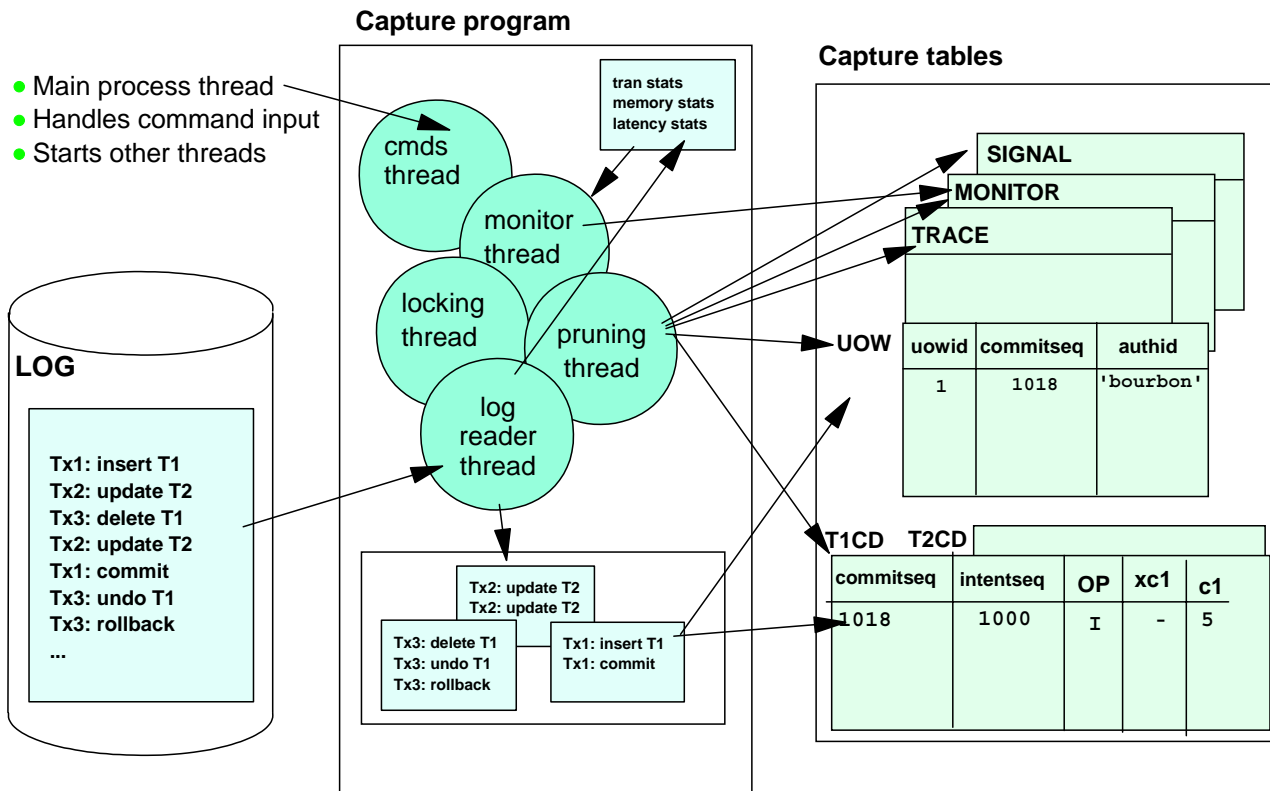 Capture program
Capture tables
● Main process thread
● Handles command input
● Starts other threads
tran stats
memory stats
latency stats
cmds
thread
monitor
thread
locking
thread
pruning
thread
log
reader
thread
LOG
Tx1: insert T1
Tx2: update T2
Tx3: delete T1
Tx2: update T2
Tx1: commit
Tx3: undo T1
Tx3: rollback
...
Tx2: update T2
Tx2: update T2
Tx3: delete T1
Tx3: undo T1
Tx3: rollback
Tx1: insert T1
Tx1: commit
SIGNAL
MONITOR
TRACE
UOW
uowid commitseq authid
1 1018 'bourbon'
T1CD T2CD
commitseq intentseq OP xc1 c1
1018 1000 I - 5